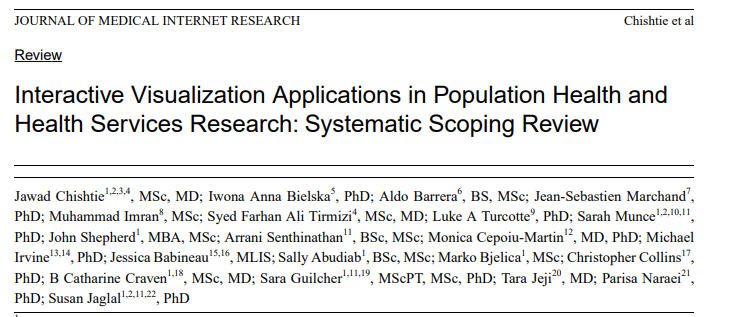 JOURNAL OF MEDICAL INTERNET RESEARCH Chishtie et al
Review
Interactive Visualization Applications in Population Health and
Health Services Research: Systematic Scoping Review
Jawad Chishtie1,2,3,4, MSc, MD; Iwona Anna Bielska5, PhD; Aldo Barrera6, BS, MSc; Jean-Sebastien Marchand7,
PhD; Muhammad Imran8, MSc; Syed Farhan Ali Tirmizi4, MSc, MD; Luke A Turcotte9, PhD; Sarah Munce1,2,10,11,
PhD; John Shepherd1, MBA, MSc; Arrani Senthinathan11, BSc, MSc; Monica Cepoiu-Martin12, MD, PhD; Michael
Irvine13,14, PhD; Jessica Babineau15,16, MLIS; Sally Abudiab1, BSc, MSc; Marko Bjelica1, MSc; Christopher Collins17,
PhD; B Catharine Craven1,18, MSc, MD; Sara Guilcher1,11,19, MScPT, MSc, PhD; Tara Jeji20, MD; Parisa Naraei21,
PhD; Susan Jaglal1,2,11,22, PhD